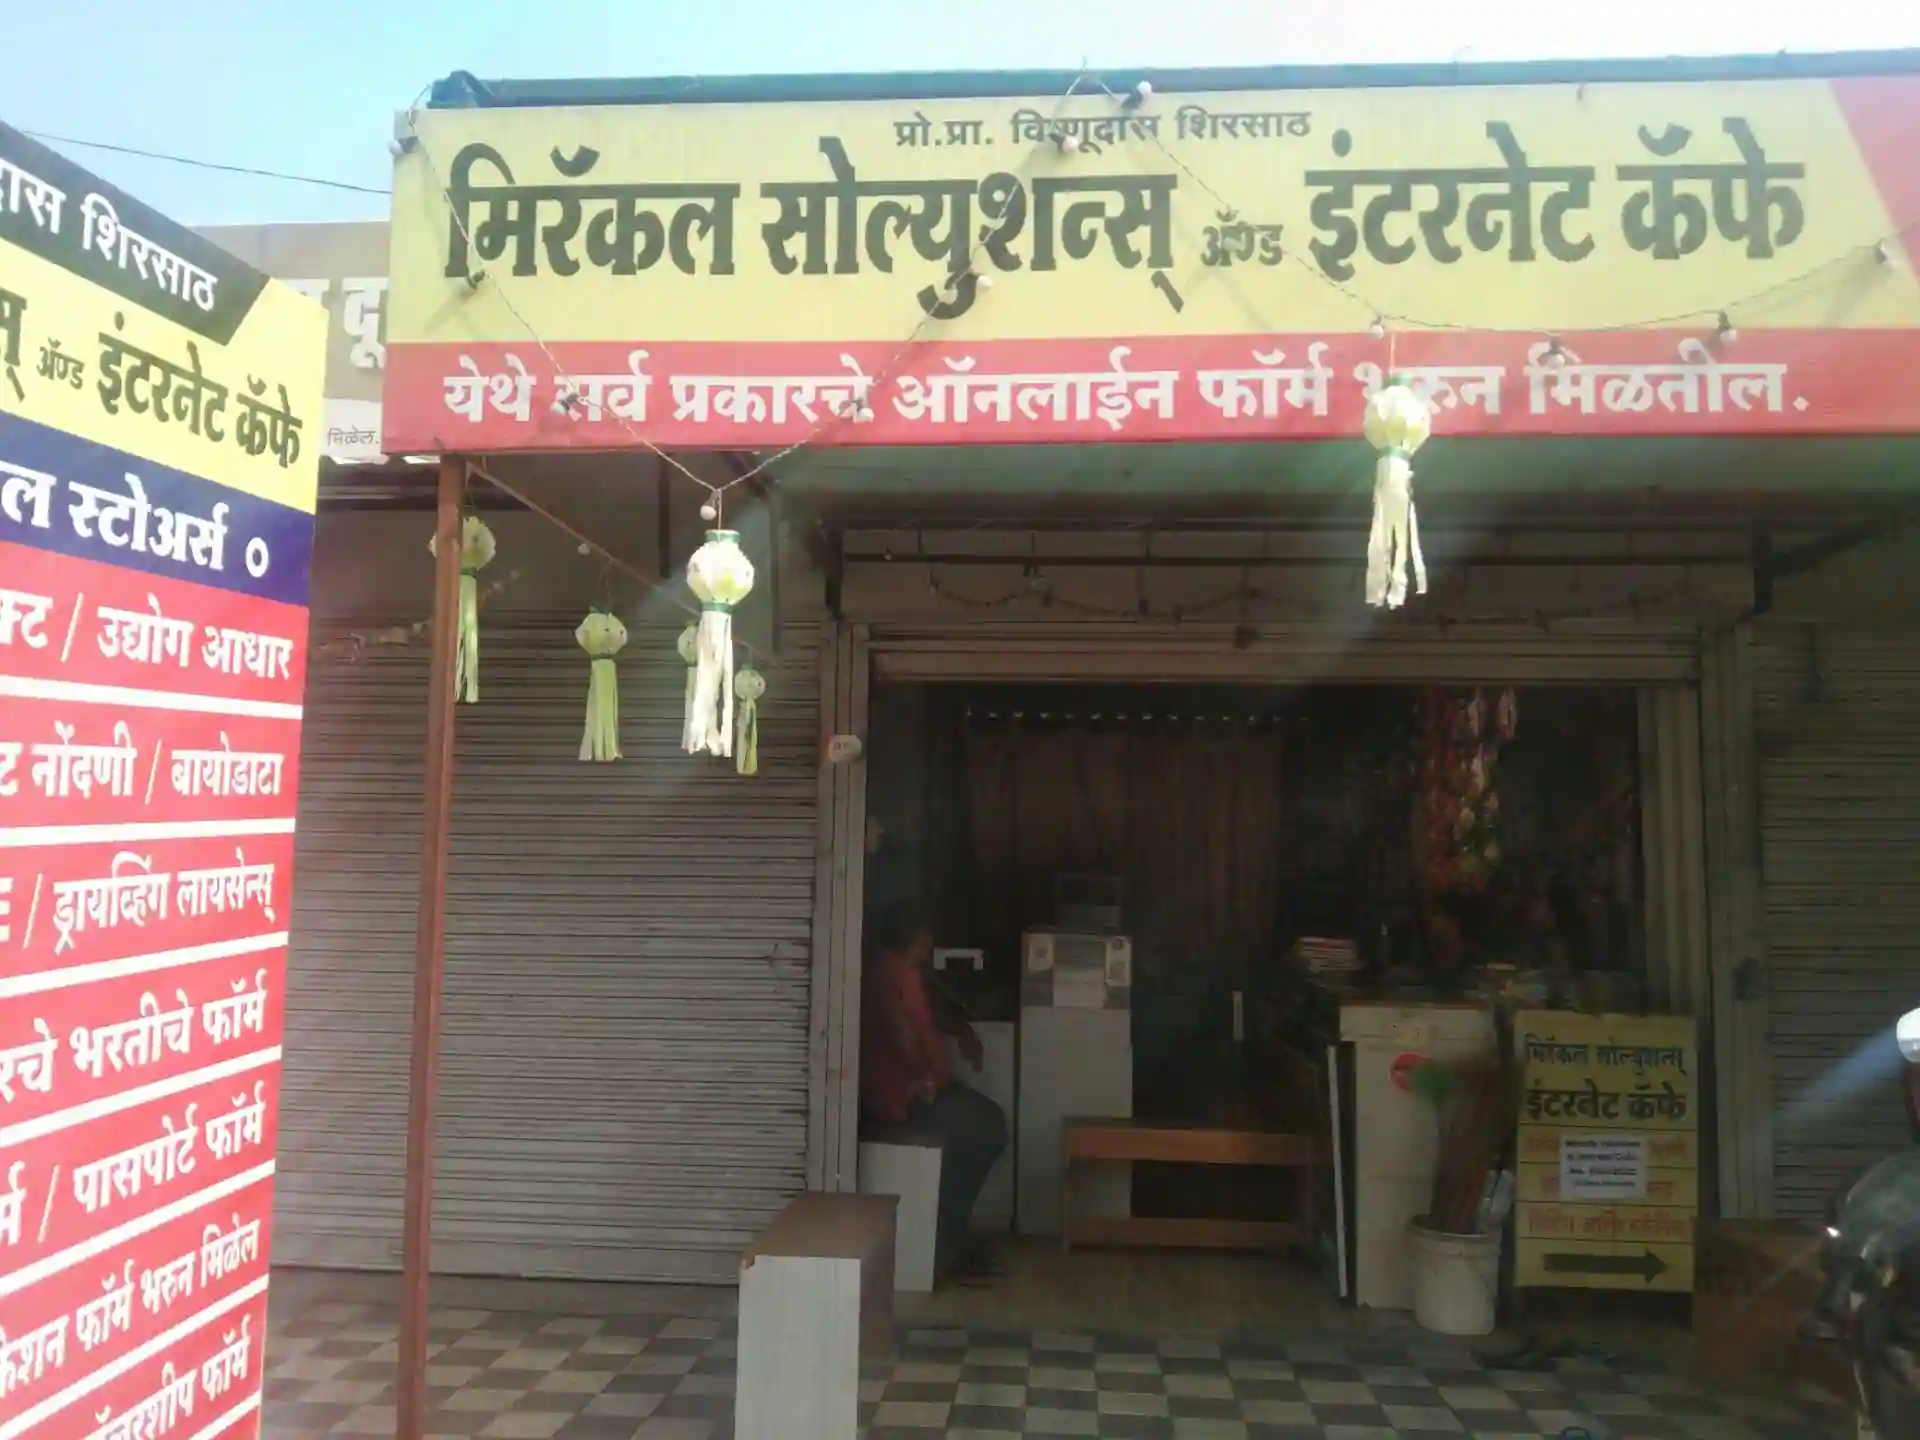 प्रो.प्रा. विष्णूदास शिरसाठ
मिरॅकल सोल्युशन्स् ॲण्ड इंटरनेट कॅफे
येथे सर्व प्रकारचे ऑनलाईन फॉर्म भरुन मिळतील.
शिरसाठ
ॲण्ड इंटरनेट कॅफे
स्टोअर्स
/ उद्योग आधार
नोंदणी / बायोडाटा
/ ड्रायव्हिंग लायसेन्स्
भरतीचे फॉर्म
/ पासपोर्ट फॉर्म
फॉर्म भरुन मिळेल
फॉर्म
मिळेल.
मिरॅकल सोल्युशन्स्
इंटरनेट कॅफे